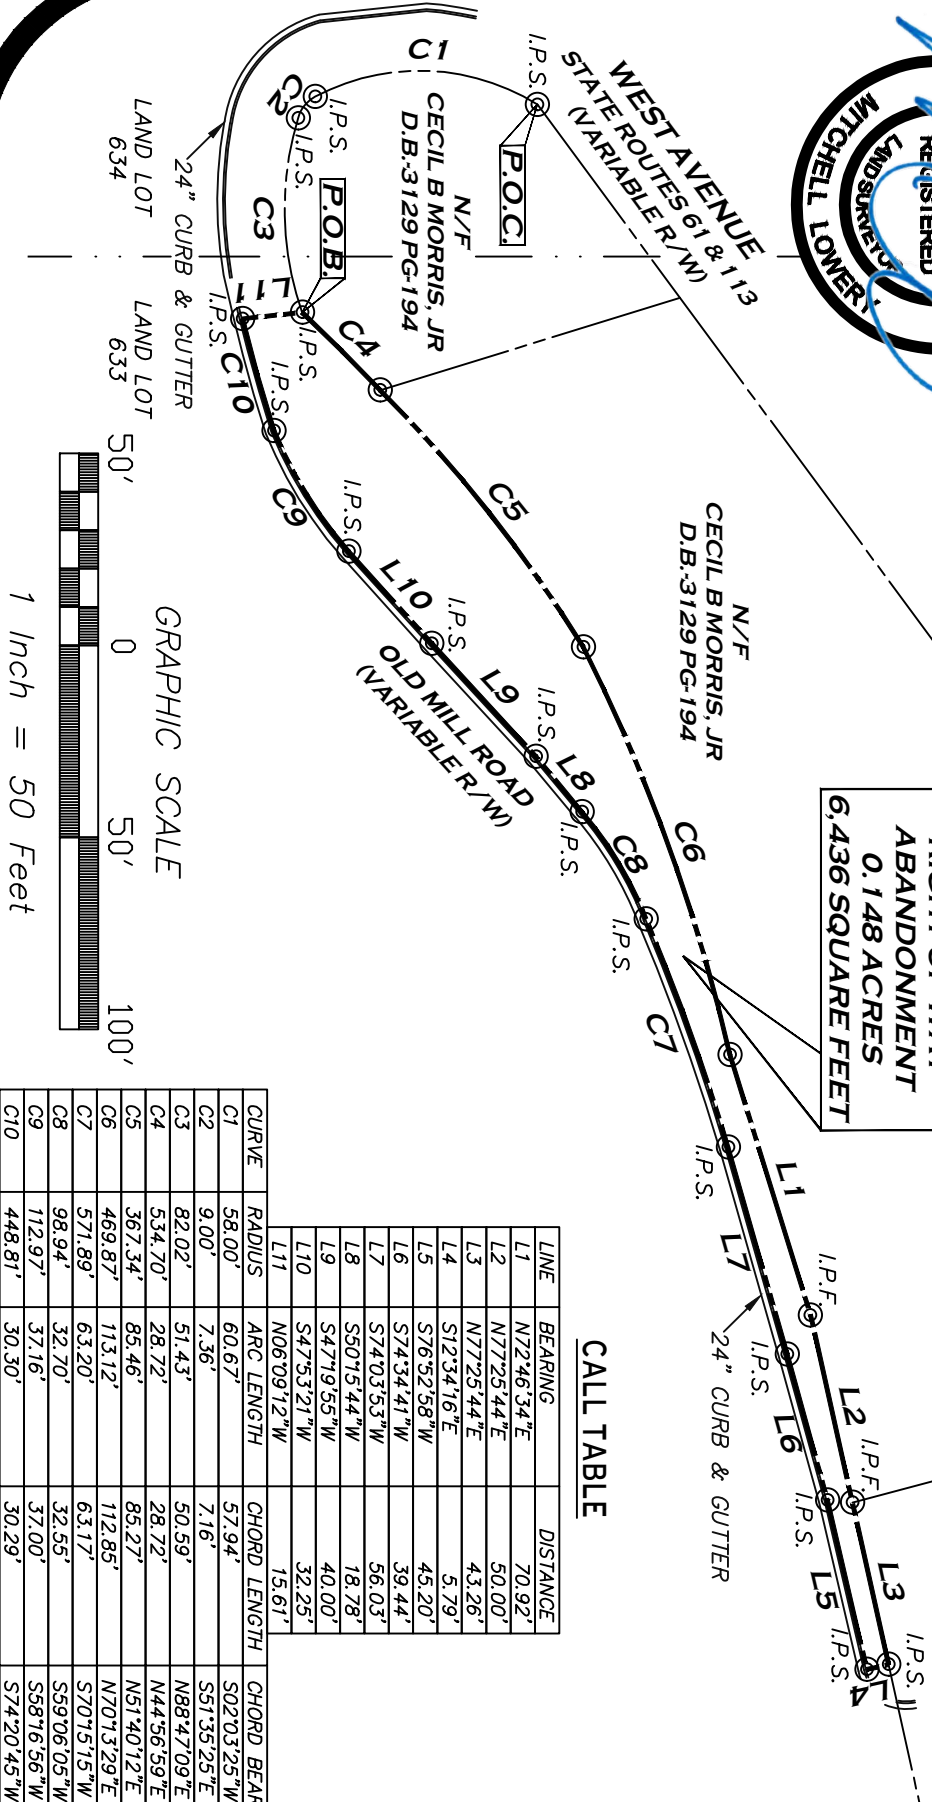 REGISTERED
LAND SURVEYOR
MITCHELL LOWERY
WEST AVENUE
STATE ROUTES 61 & 113
(VARIABLE R/W)
I.P.S.
P.O.C.
C1
N/F
CECIL B MORRIS, JR
D.B.-3129 PG-194
I.P.S.
C2
I.P.S.
P.O.B.
C3
L11
I.P.S.
I.P.S.
24" CURB & GUTTER
LAND LOT
634
LAND LOT
633
C4
C10
I.P.S.
C5
C9
I.P.S.
N/F
CECIL B MORRIS, JR
D.B.-3129 PG-194
L10
I.P.S.
OLD MILL ROAD
(VARIABLE R/W)
L9
I.P.S.
L8
I.P.S.
C6
C8
I.P.S.
ABANDONMENT
0.148 ACRES
6,436 SQUARE FEET
C7
I.P.S.
L1
L7
I.P.F.
I.P.S.
24" CURB & GUTTER
L2
I.P.F.
L6
I.P.S.
L3
L5
I.P.S.
I.P.S.
L4
GRAPHIC SCALE
50' 0 50' 100'
1 Inch = 50 Feet
CALL TABLE
LINE BEARING DISTANCE
L1 N72°46'34"E 70.92'
L2 N77°25'44"E 50.00'
L3 N77°25'44"E 43.26'
L4 S12°34'16"E 5.79'
L5 S76°52'58"W 45.20'
L6 S74°34'41"W 39.44'
L7 S74°03'53"W 56.03'
L8 S50°15'44"W 18.78'
L9 S47°19'55"W 40.00'
L10 S47°53'21"W 32.25'
L11 N06°09'12"W 15.61'
CURVE RADIUS ARC LENGTH CHORD LENGTH CHORD
C1 58.00' 60.67' 57.94' S02°03'25"W
C2 9.00' 7.36' 7.16' S51°35'25"E
C3 82.02' 51.43' 50.59' N88°47'09"E
C4 534.70' 28.72' 28.72' N44°56'59"E
C5 367.34' 85.46' 85.27' N51°40'12"E
C6 469.87' 113.12' 112.85' N70°13'29"E
C7 571.89' 63.20' 63.17' S70°15'15"W
C8 98.94' 32.70' 32.55' S59°06'05"W
C9 112.97' 37.16' 37.00' S58°16'56"W
C10 448.81' 30.30' 30.29' S74°20'45"W